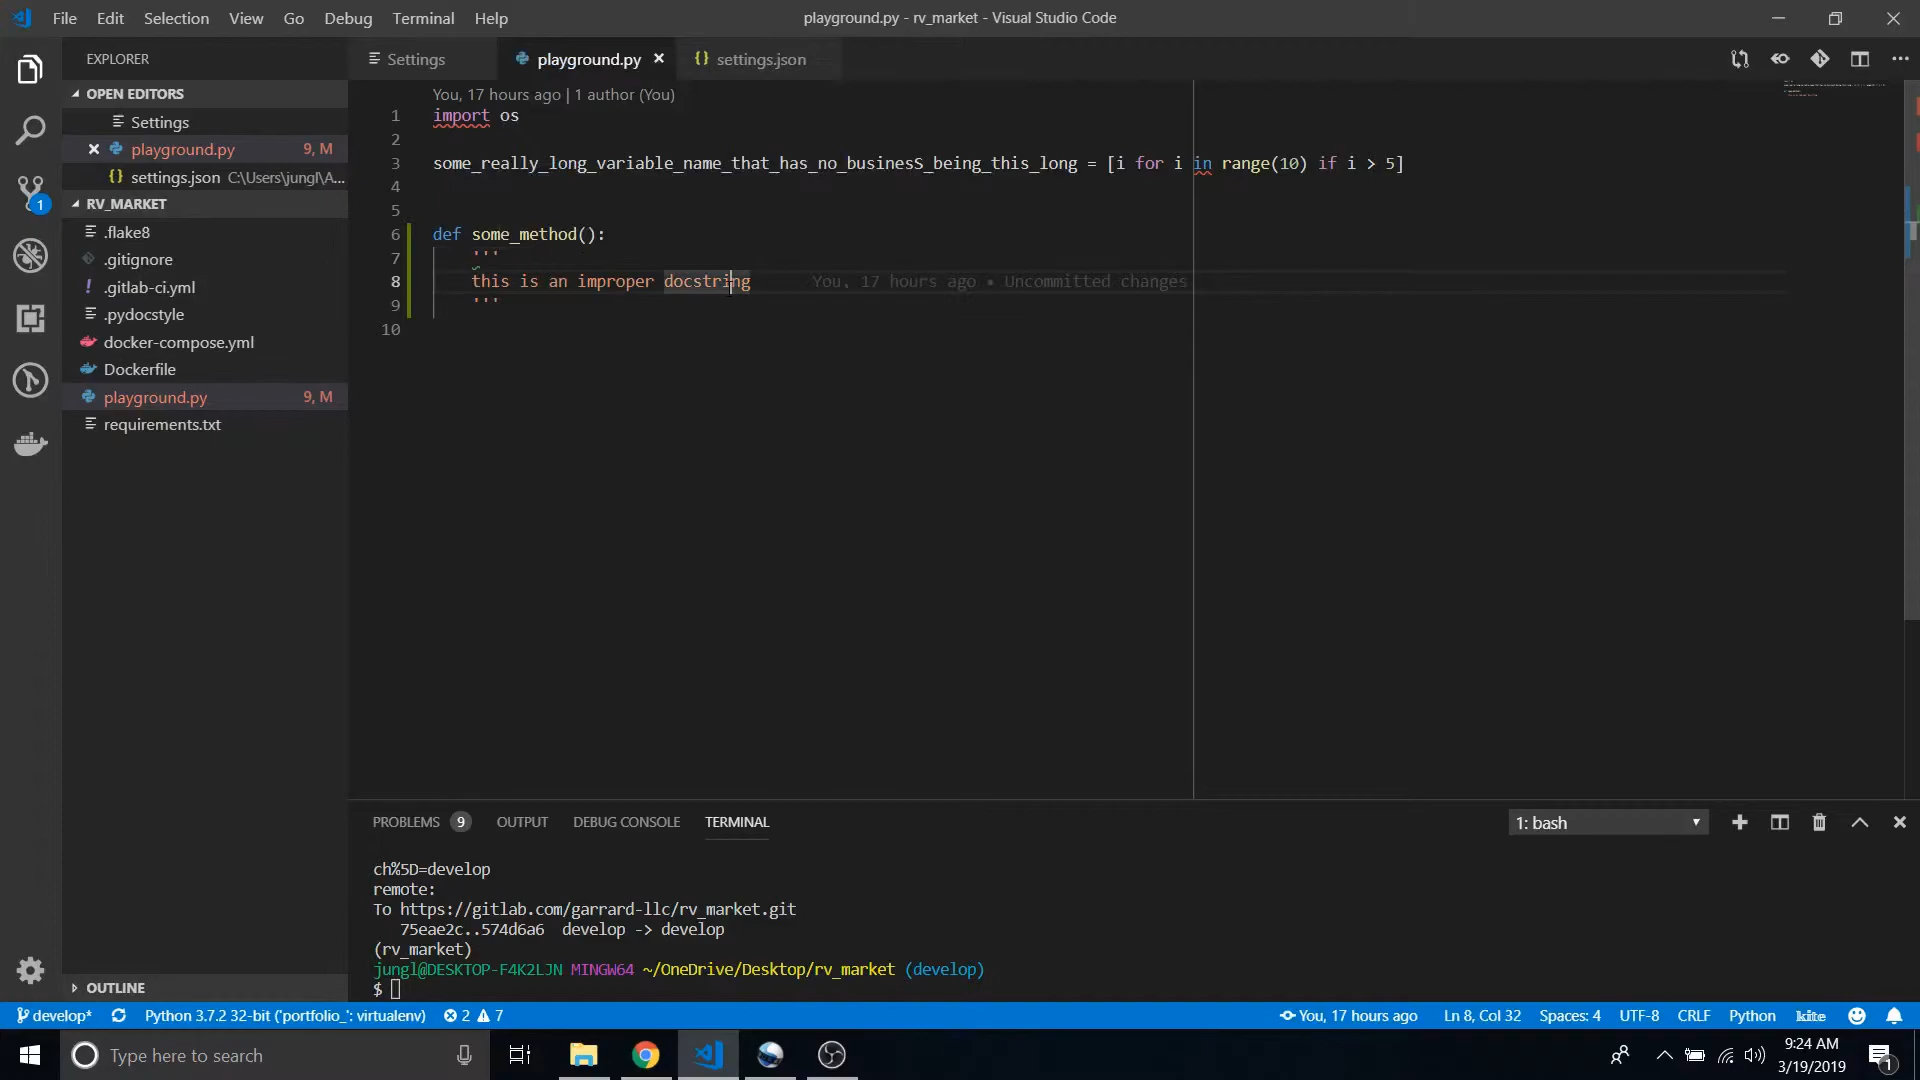 File Edit Selection View Go Debug Terminal Help
playground.py - rv_market - Visual Studio Code
EXPLORER
OPEN EDITORS
Settings
playground.py 9, M
settings.json C:\Users\jungl\A...
RV_MARKET
.flake8
.gitignore
.gitlab-ci.yml
.pydocstyle
docker-compose.yml
Dockerfile
playground.py 9, M
requirements.txt
OUTLINE
1
Settings playground.py settings.json
You, 17 hours ago | 1 author (You)
1 import os
2
3 some_really_long_variable_name_that_has_no_businesS_being_this_long = [i for i in range(10) if i > 5]
4
5
6 def some_method():
7 '''
8 this is an improper docstring You, 17 hours ago • Uncommitted changes
9 '''
10
PROBLEMS 9 OUTPUT DEBUG CONSOLE TERMINAL 1: bash
ch%5D=develop
remote:
To https://gitlab.com/garrard-llc/rv_market.git
75eae2c..574d6a6 develop -> develop
(rv_market)
jungl@DESKTOP-F4K2LJN MINGW64 ~/OneDrive/Desktop/rv_market (develop)
$
develop* Python 3.7.2 32-bit ('portfolio_': virtualenv) 2 7 You, 17 hours ago Ln 8, Col 32 Spaces: 4 UTF-8 CRLF Python kite
Type here to search
9:24 AM
3/19/2019
1